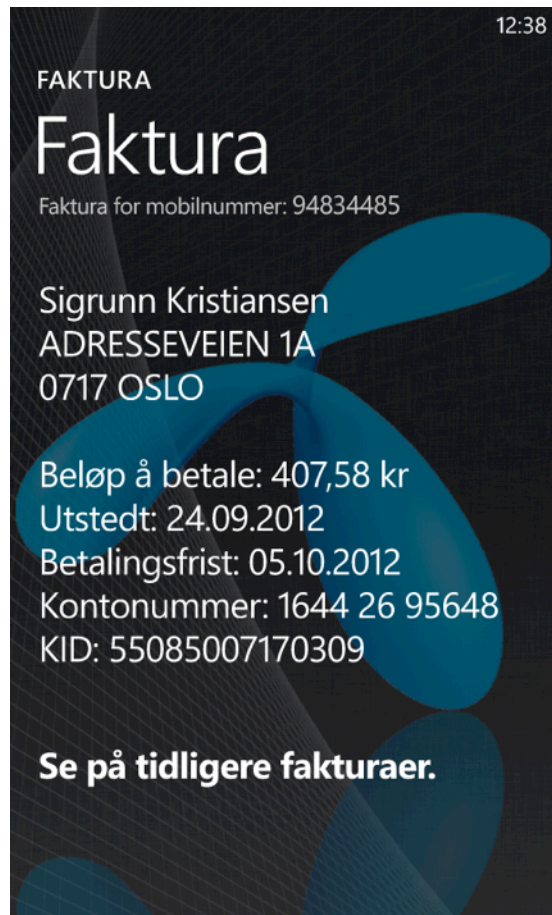 12:38
FAKTURA
Faktura
Faktura for mobilnummer: 94834485
Sigrunn Kristiansen
ADRESSEVEIEN 1A
0717 OSLO
Beløp å betale: 407,58 kr
Utstedt: 24.09.2012
Betalingsfrist: 05.10.2012
Kontonummer: 1644 26 95648
KID: 55085007170309
Se på tidligere fakturaer.